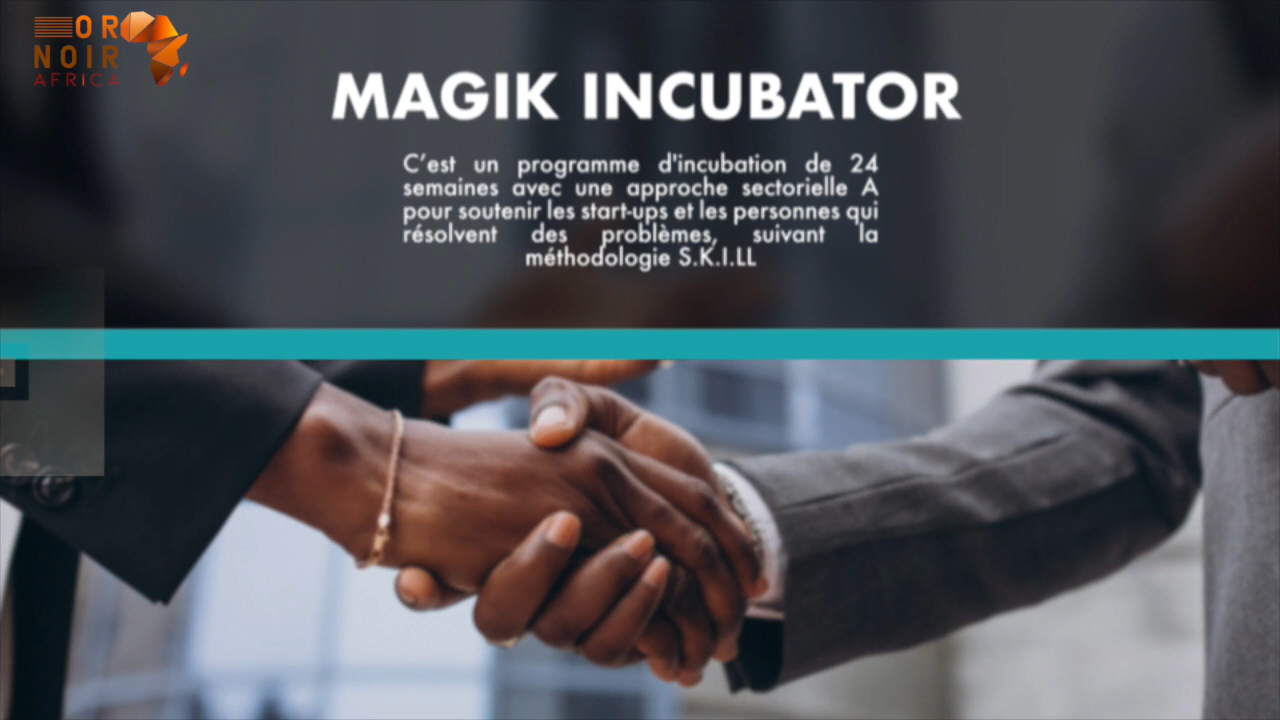 OR
NOIR
AFRICA
MAGIK INCUBATOR
C'est un programme d'incubation de 24
semaines avec une approche sectorielle A
pour soutenir les start-ups et les personnes qui
résolvent des problèmes, suivant la
méthodologie S.K.I.LL